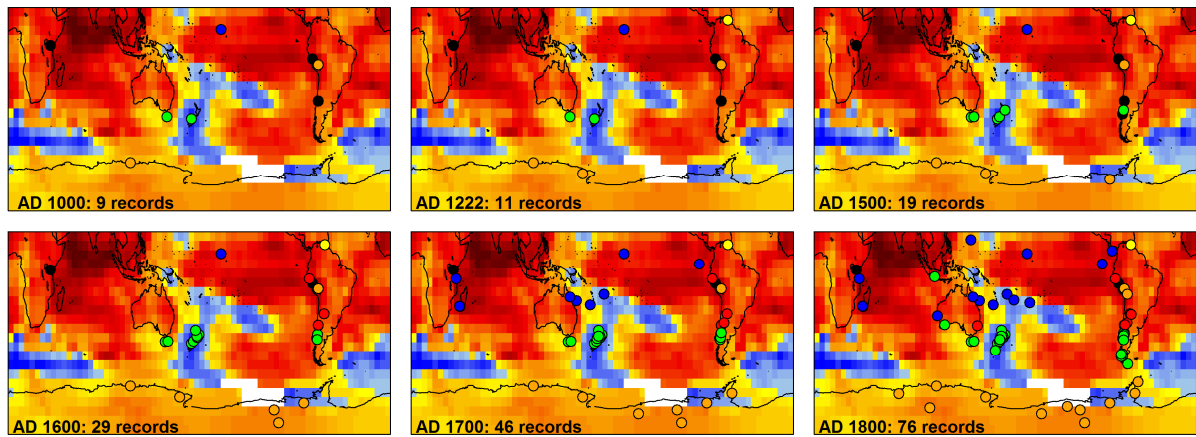 AD 1000: 9 records
AD 1222: 11 records
AD 1500: 19 records
AD 1600: 29 records
AD 1700: 46 records
AD 1800: 76 records